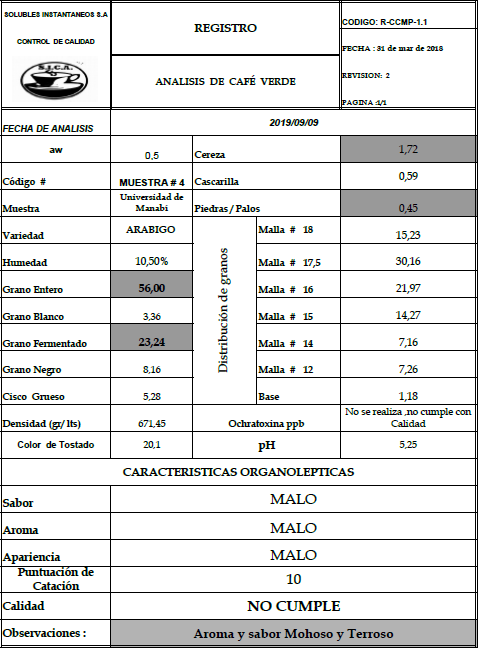 SOLUBLES INSTANTANEOS S.A
CONTROL DE CALIDAD
S.I.C.A.
REGISTRO
ANALISIS DE CAFÉ VERDE
CODIGO: R-CCMP-1.1
FECHA : 31 de mar de 2018
REVISION: 2
PAGINA :1/1
FECHA DE ANALISIS 2019/09/09
aw 0,5 Cereza 1,72
Código # MUESTRA # 4 Cascarilla 0,59
Muestra Universidad de Manabi Piedras / Palos 0,45
Variedad ARABIGO Distribución de granos Malla # 18 15,23
Humedad 10,50% Malla # 17,5 30,16
Grano Entero 56,00 Malla # 16 21,97
Grano Blanco 3,36 Malla # 15 14,27
Grano Fermentado 23,24 Malla # 14 7,16
Grano Negro 8,16 Malla # 12 7,26
Cisco Grueso 5,28 Base 1,18
Densidad (gr/ lts) 671,45 Ochratoxina ppb No se realiza ,no cumple con Calidad
Color de Tostado 20,1 pH 5,25
CARACTERISTICAS ORGANOLEPTICAS
Sabor MALO
Aroma MALO
Apariencia MALO
Puntuación de Catación 10
Calidad NO CUMPLE
Observaciones : Aroma y sabor Mohoso y Terroso